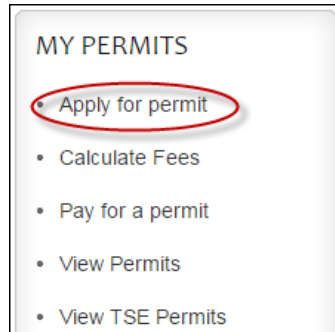 MY PERMITS
• Apply for permit
• Calculate Fees
• Pay for a permit
• View Permits
• View TSE Permits